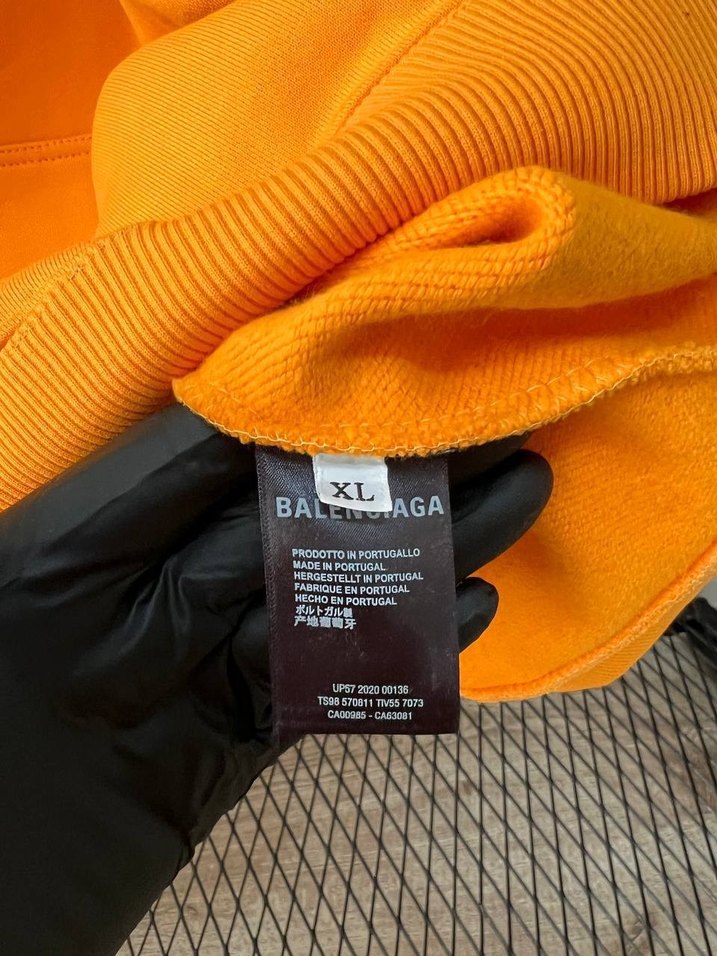 XL
BALENCIAGA
PRODOTTO IN PORTUGALLO
MADE IN PORTUGAL
HERGESTELLT IN PORTUGAL
FABRIQUE EN PORTUGAL
HECHO EN PORTUGAL
ポルトガル製
产地葡萄牙
UP57 2020 00136
TS98 570811 TIV55 7073
CA00985 - CA63081